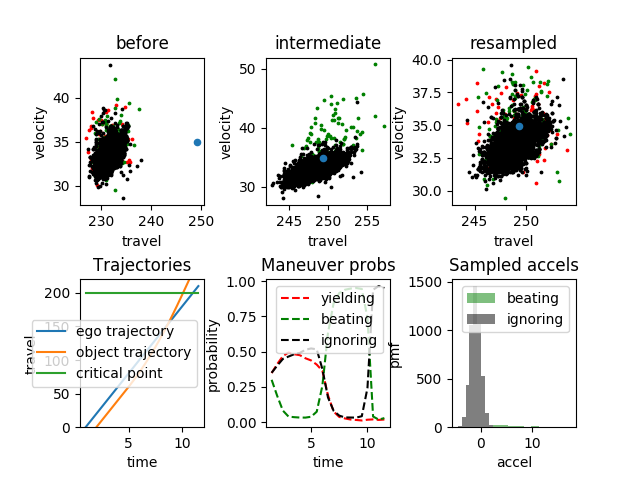 before
intermediate
resampled
velocity
40
35
30
230
240
250
travel
velocity
50
40
30
245
250
255
travel
velocity
40.0
37.5
35.0
32.5
30.0
245
250
travel
Trajectories
Maneuver probs
Sampled accels
travel
200
150
100
50
0
5
10
time
ego trajectory
object trajectory
critical point
probability
1.00
0.75
0.50
0.25
0.00
5
10
time
yielding
beating
ignoring
pmf
1500
1000
500
0
0
10
accel
beating
ignoring